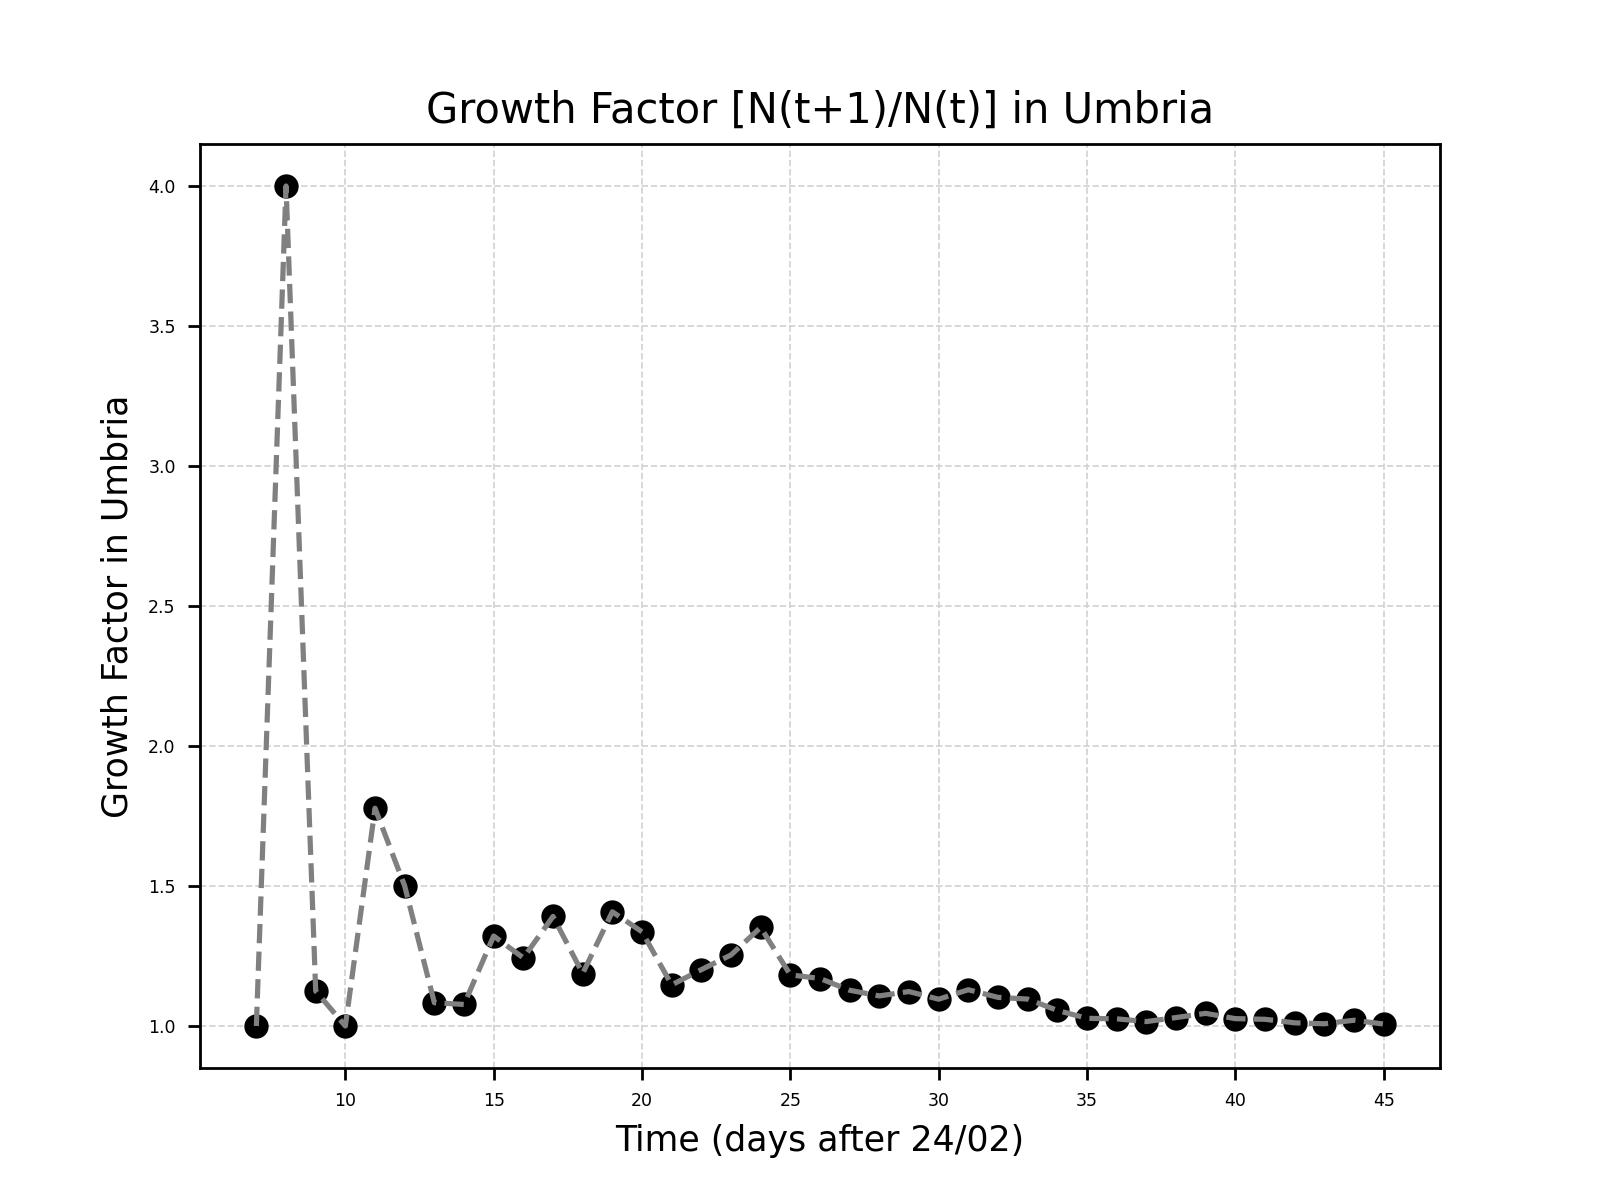 Growth Factor [N(t+1)/N(t)] in Umbria
Growth Factor in Umbria
4.0
3.5
3.0
2.5
2.0
1.5
1.0
10 15 20 25 30 35 40 45
Time (days after 24/02)